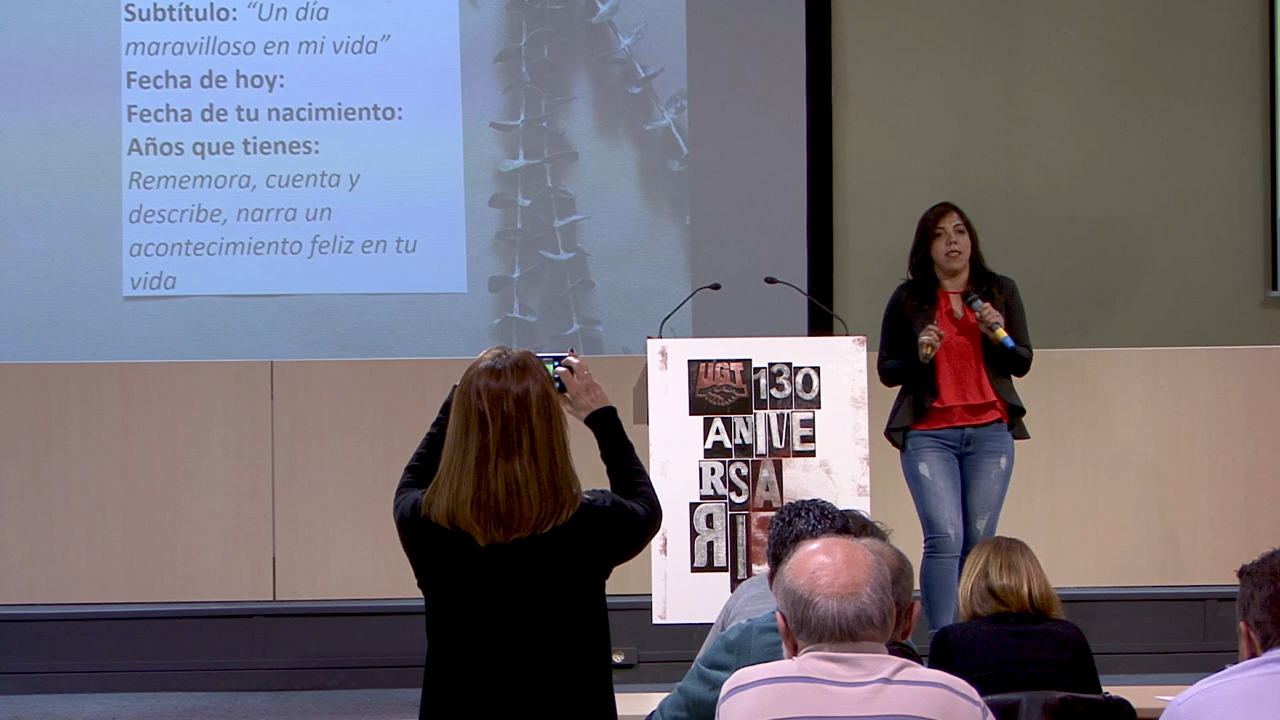 Subtítulo: “Un día
maravilloso en mi vida”
Fecha de hoy:
Fecha de tu nacimiento:
Años que tienes:
Rememora, cuenta y
describe, narra un
acontecimiento feliz en tu
vida
UGT 130
ANIVE
RSA
RI